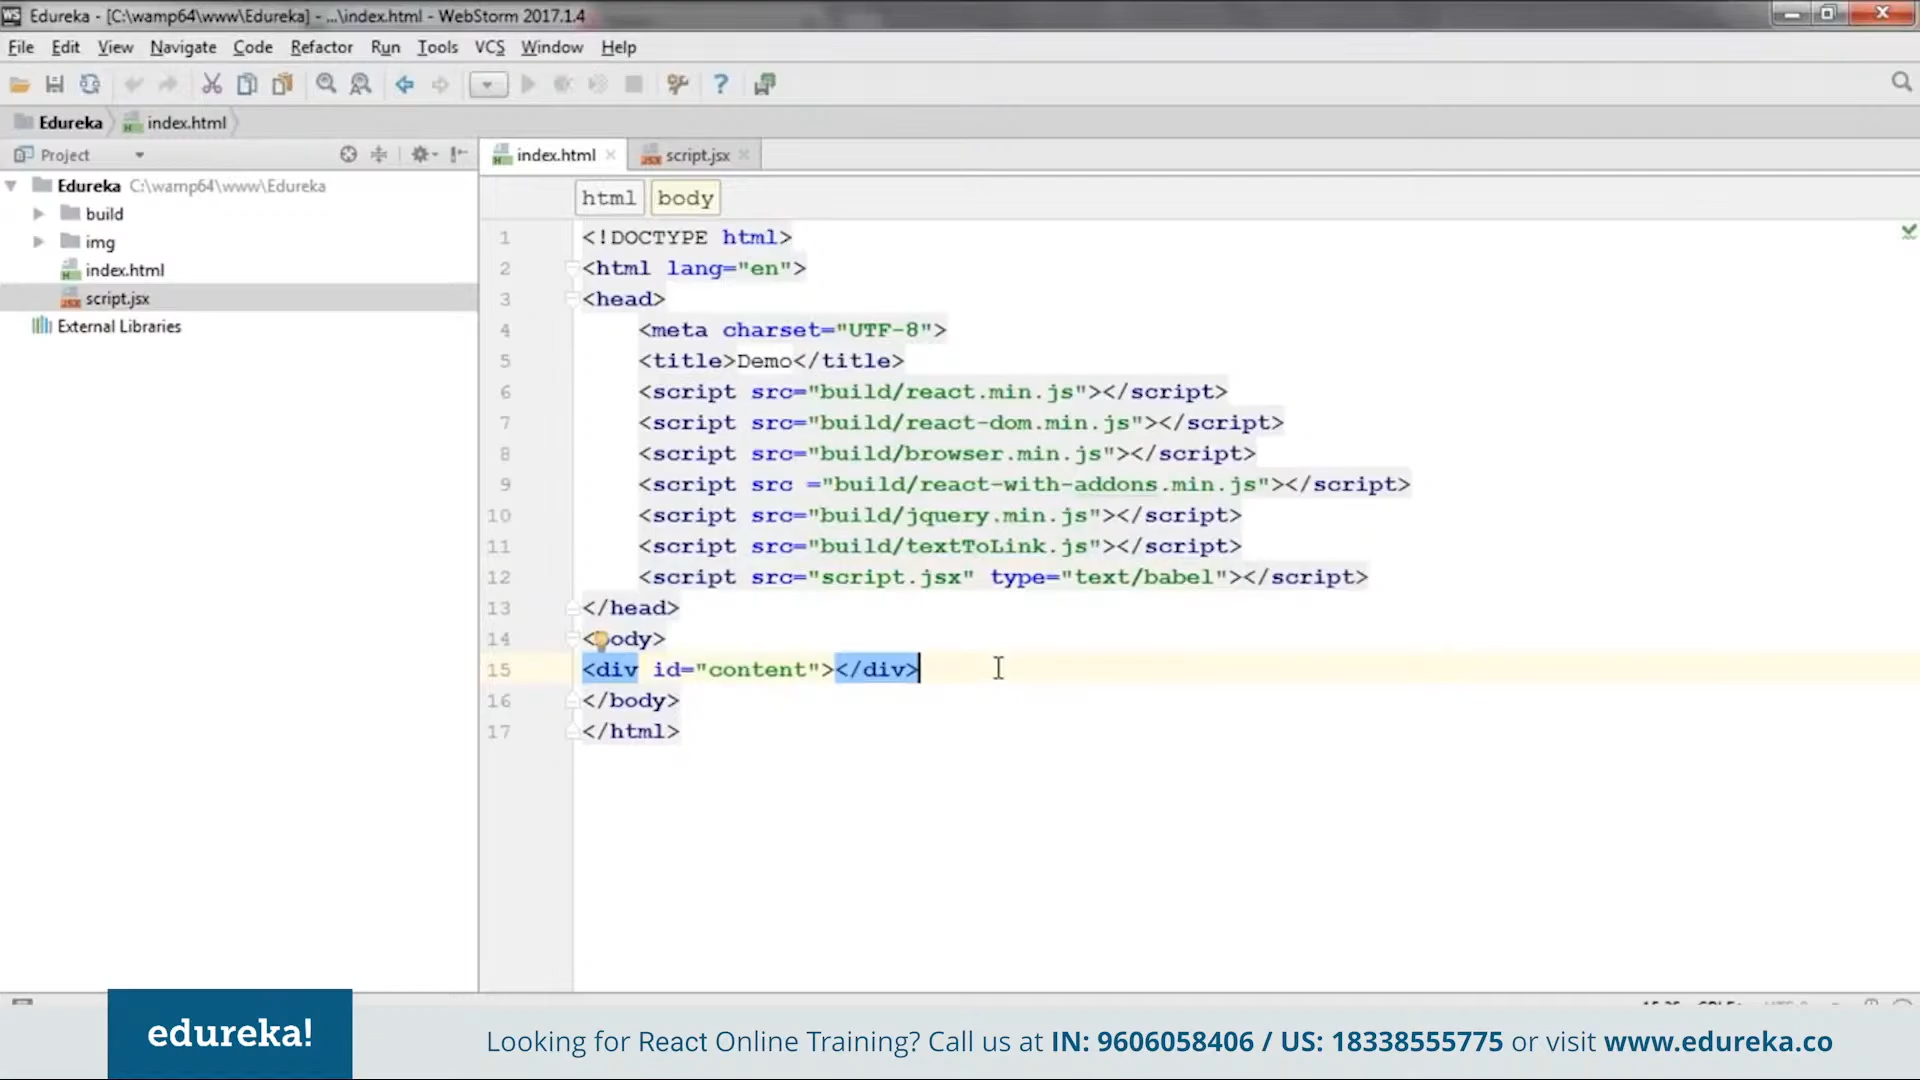 Edureka - [C:\wamp64\www\Edureka] - ...\index.html - WebStorm 2017.1.4
File Edit View Navigate Code Refactor Run Tools VCS Window Help
Edureka index.html
Project
index.html script.jsx
Edureka C:\wamp64\www\Edureka
build
img
index.html
script.jsx
External Libraries
html body
1 <!DOCTYPE html>
2 <html lang="en">
3 <head>
4 <meta charset="UTF-8">
5 <title>Demo</title>
6 <script src="build/react.min.js"></script>
7 <script src="build/react-dom.min.js"></script>
8 <script src="build/browser.min.js"></script>
9 <script src ="build/react-with-addons.min.js"></script>
10 <script src="build/jquery.min.js"></script>
11 <script src="build/textToLink.js"></script>
12 <script src="script.jsx" type="text/babel"></script>
13 </head>
14 <body>
15 <div id="content"></div>
16 </body>
17 </html>
edureka!
Looking for React Online Training? Call us at IN: 9606058406 / US: 18338555775 or visit www.edureka.co